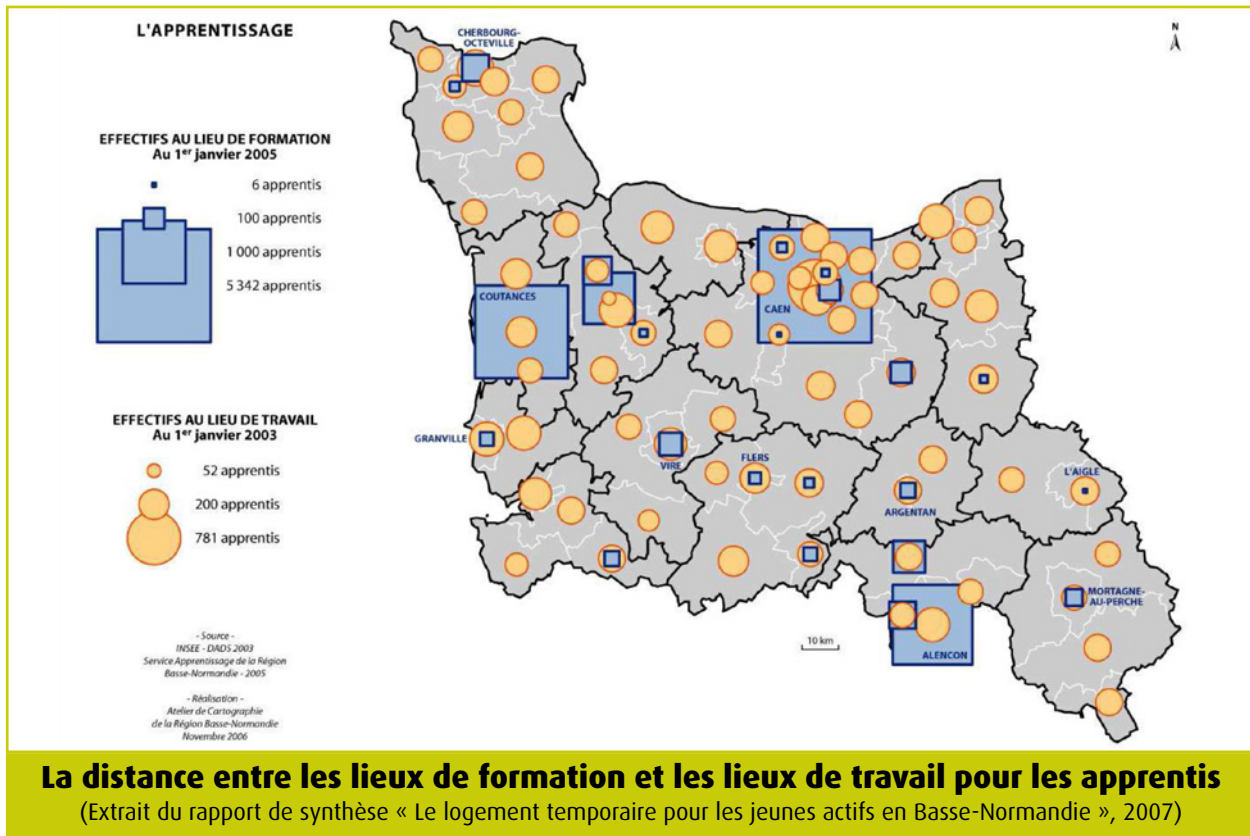 L'APPRENTISSAGE
EFFECTIFS AU LIEU DE FORMATION
Au 1er janvier 2005
6 apprentis
100 apprentis
1 000 apprentis
5 342 apprentis
EFFECTIFS AU LIEU DE TRAVAIL
Au 1er janvier 2003
52 apprentis
200 apprentis
781 apprentis
- Source -
INSEE - DADS 2003
Service Apprentissage de la Région
Basse-Normandie - 2005
- Réalisation -
Atelier de Cartographie
de la Région Basse-Normandie
Novembre 2006
N
CHERBOURG-
OCTEVILLE
COUTANCES
CAEN
GRANVILLE
VIRE
FLERS
L'AIGLE
ARGENTAN
MORTAGNE-
AU-PERCHE
10 km
ALENCON
La distance entre les lieux de formation et les lieux de travail pour les apprentis
(Extrait du rapport de synthèse « Le logement temporaire pour les jeunes actifs en Basse-Normandie », 2007)